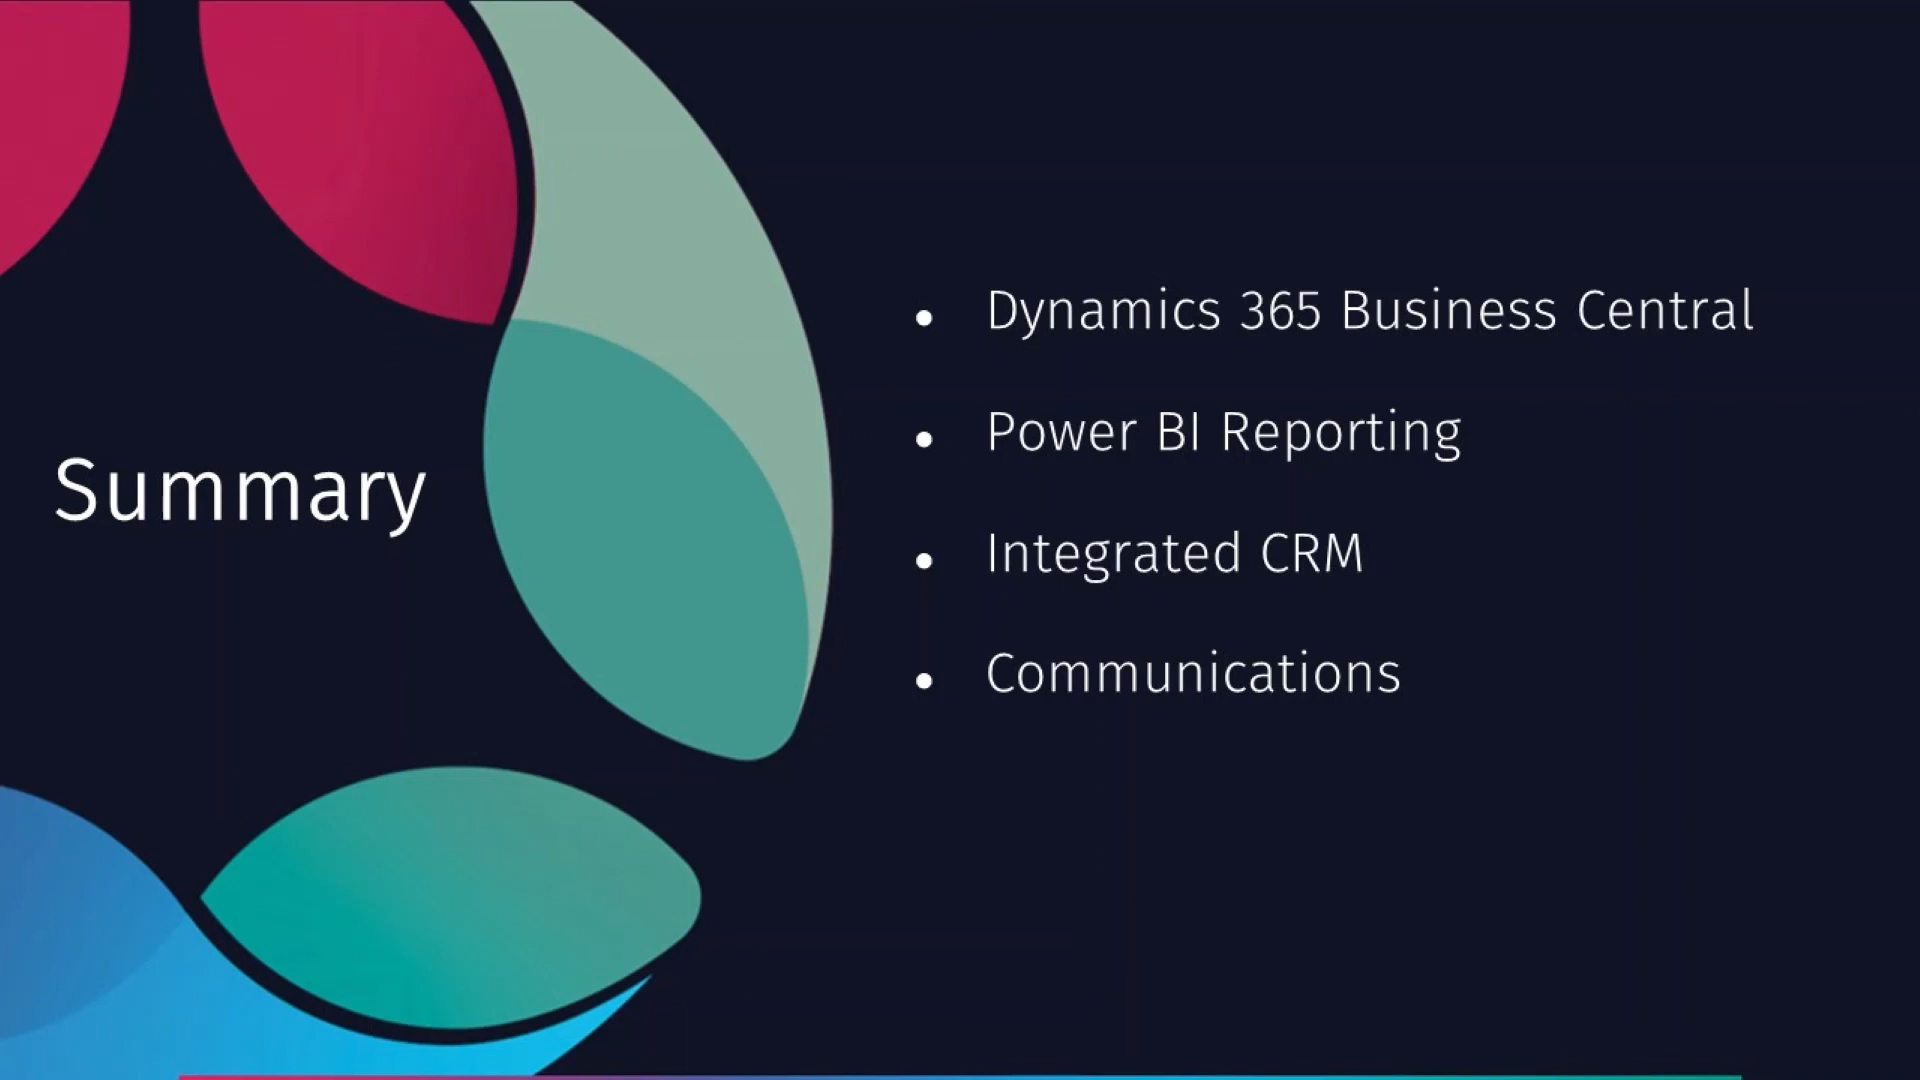 Summary
Dynamics 365 Business Central
Power BI Reporting
Integrated CRM
Communications